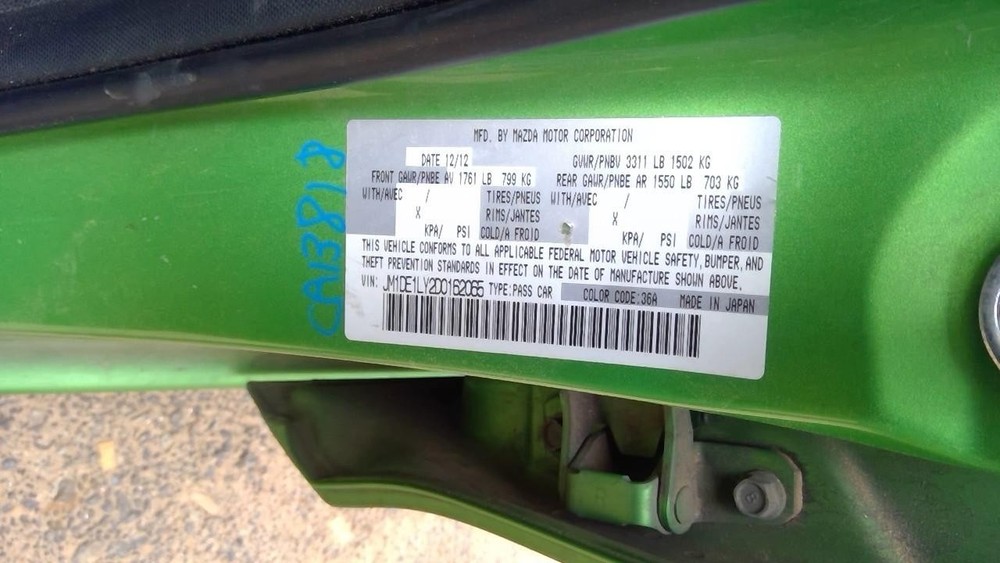 MFD. BY MAZDA MOTOR CORPORATION
DATE 12/12 GVWR/PNBV 3311 LB 1502 KG
FRONT GAWR/PNBE AV 1761 LB 799 KG REAR GAWR/PNBE AR 1550 LB 703 KG
WITH/AVEC / TIRES/PNEUS WITH/AVEC / TIRES/PNEUS
X RIMS/JANTES X RIMS/JANTES
KPA/ PSI COLD/A FROID KPA/ PSI COLD/A FROID
THIS VEHICLE CONFORMS TO ALL APPLICABLE FEDERAL MOTOR VEHICLE SAFETY, BUMPER, AND
THEFT PREVENTION STANDARDS IN EFFECT ON THE DATE OF MANUFACTURE SHOWN ABOVE.
VIN: JM1DE1LY2D0152065 TYPE:PASS CAR COLOR CODE:36A MADE IN JAPAN
CA13818